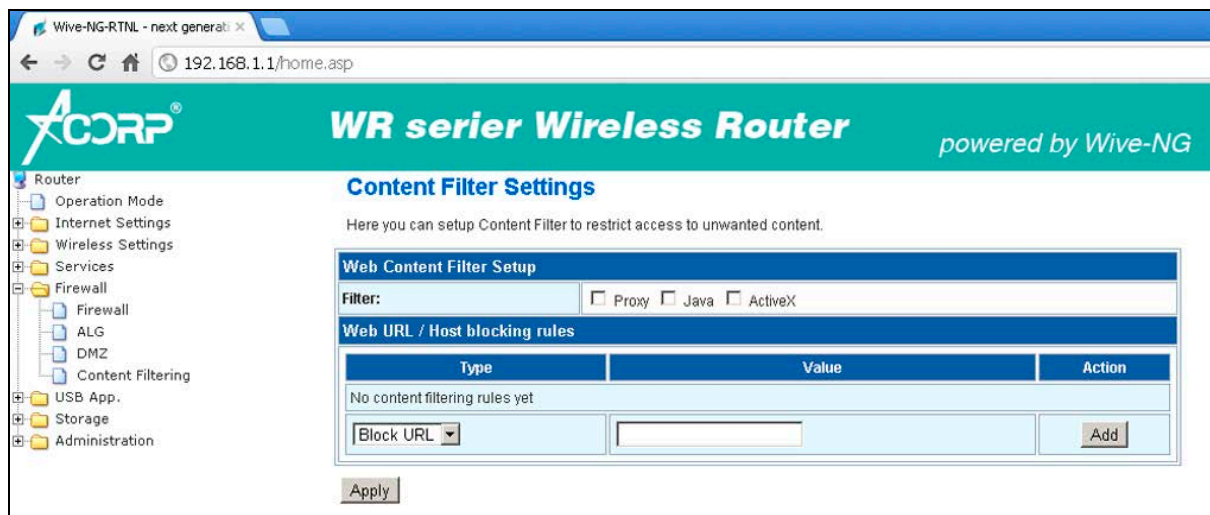 Wive-NG-RTNL - next generati
192.168.1.1/home.asp
ACORP®
WR serier Wireless Router
powered by Wive-NG
Router
Operation Mode
Internet Settings
Wireless Settings
Services
Firewall
Firewall
ALG
DMZ
Content Filtering
USB App.
Storage
Administration
Content Filter Settings
Here you can setup Content Filter to restrict access to unwanted content.
Web Content Filter Setup
Filter: Proxy Java ActiveX
Web URL / Host blocking rules
Type Value Action
No content filtering rules yet
Block URL Add
Apply